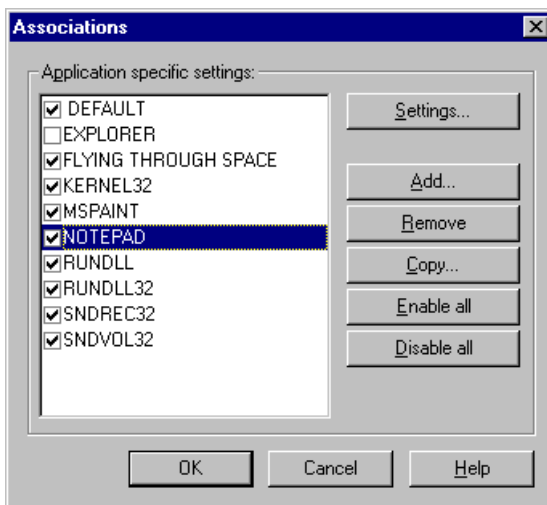 Associations
Application specific settings:
DEFAULT
EXPLORER
FLYING THROUGH SPACE
KERNEL32
MSPAINT
NOTEPAD
RUNDLL
RUNDLL32
SNDREC32
SNDVOL32
Settings...
Add...
Remove
Copy...
Enable all
Disable all
OK
Cancel
Help